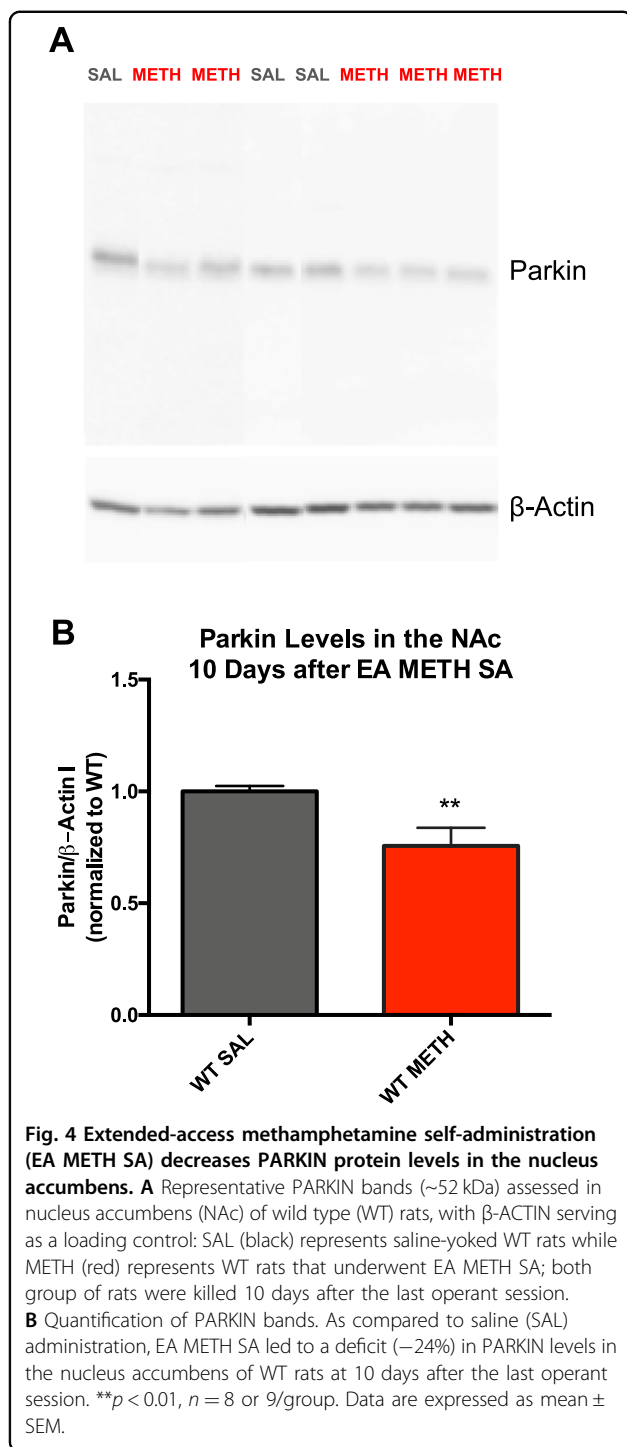 A
SAL METH METH SAL SAL METH METH METH
Parkin
β-Actin
B
Parkin Levels in the NAc
10 Days after EA METH SA
Parkin/β-Actin I
(normalized to WT)
1.5
1.0
0.5
0.0
**
WT SAL
WT METH
Fig. 4 Extended-access methamphetamine self-administration
(EA METH SA) decreases PARKIN protein levels in the nucleus
accumbens. A Representative PARKIN bands (~52 kDa) assessed in
nucleus accumbens (NAc) of wild type (WT) rats, with β-ACTIN serving
as a loading control: SAL (black) represents saline-yoked WT rats while
METH (red) represents WT rats that underwent EA METH SA; both
group of rats were killed 10 days after the last operant session.
B Quantification of PARKIN bands. As compared to saline (SAL)
administration, EA METH SA led to a deficit (−24%) in PARKIN levels in
the nucleus accumbens of WT rats at 10 days after the last operant
session. **p < 0.01, n = 8 or 9/group. Data are expressed as mean ±
SEM.